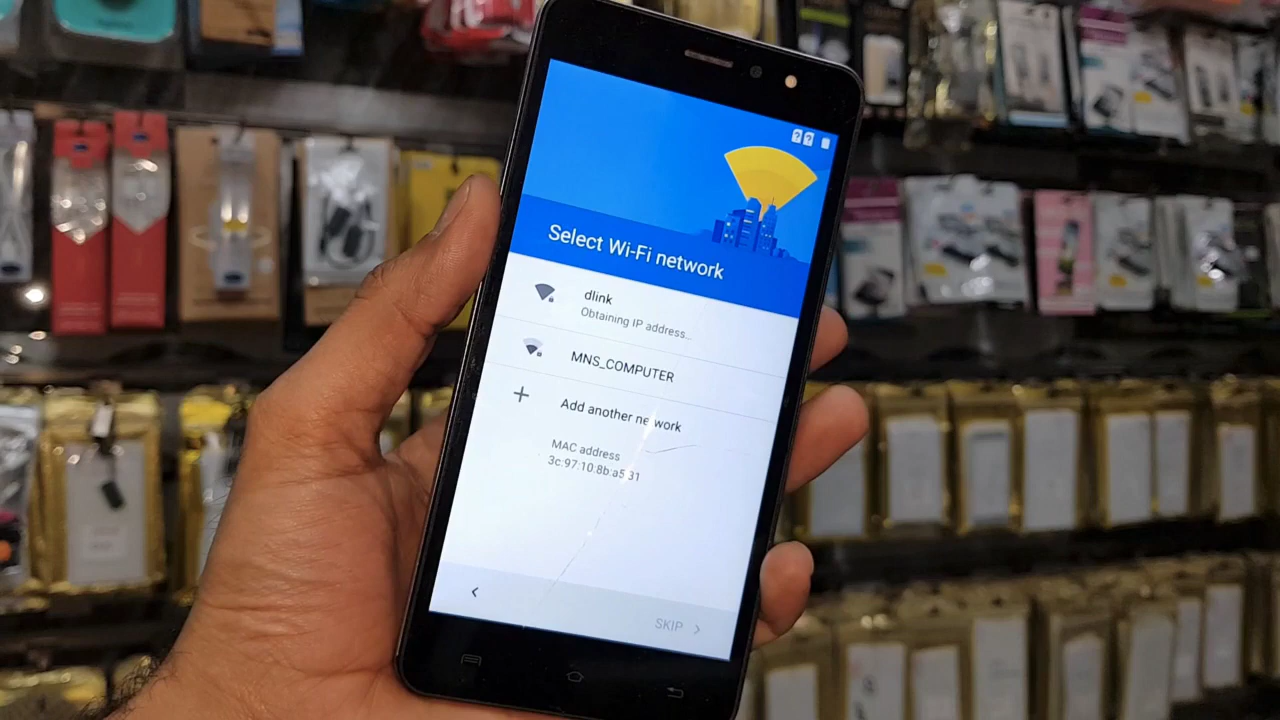 Select Wi-Fi network
dlink
Obtaining IP address...
MNS_COMPUTER
Add another network
MAC address
3c:97:10:8b:a5:31
SKIP